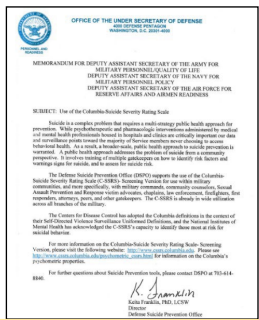 OFFICE OF THE UNDER SECRETARY OF DEFENSE
4000 DEFENSE PENTAGON
WASHINGTON, D.C. 20301-4000
PERSONNEL AND
READINESS
MEMORANDUM FOR DEPUTY ASSISTANT SECRETARY OF THE ARMY FOR
MILITARY PERSONNEL/QUALITY OF LIFE
DEPUTY ASSISTANT SECRETARY OF THE NAVY FOR
MILITARY PERSONNEL POLICY
DEPUTY ASSISTANT SECRETARY OF THE AIR FORCE FOR
RESERVE AFFAIRS AND AIRMEN READINESS
SUBJECT: Use of the Columbia-Suicide Severity Rating Scale
Suicide is a complex problem that requires a multi-strategy public health approach for
prevention. While psychotherapeutic and pharmacologic interventions administered by medical
and mental health professionals housed in hospitals and clinics are critically important our data
and surveillance points toward the majority of Service members never choosing to access
behavioral health. As a result, a broader-scale, public health approach to suicide prevention is
warranted. A public health approach addresses the problem of suicide from a community
perspective. It involves training of multiple gatekeepers on how to identify risk factors and
warnings signs for suicide, and to assess for suicide risk.
The Defense Suicide Prevention Office (DSPO) supports the use of the Columbia-
Suicide Severity Rating Scale (C-SSRS)- Screening Version for use within military
communities, and more specifically, with military commands, community counselors, Sexual
Assault Prevention and Response victim advocates, chaplains, law enforcement, firefighters, first
responders, attorneys, peers, and other gatekeepers. The C-SSRS is already in wide utilization
across all branches of the military.
The Centers for Disease Control has adopted the Columbia definitions in the context of
their Self-Directed Violence Surveillance Uniformed Definitions, and the National Institutes of
Mental Health has acknowledged the C-SSRS's capacity to identify those most at risk for
suicidal behavior.
For more information on the Columbia-Suicide Severity Rating Scale- Screening
Version, please visit the following website: http://www.cssrs.columbia.edu. Please see
http://www.cssrs.columbia.edu/psychometric_cssrs.html for information on the Columbia's
psychometric properties.
For further questions about Suicide Prevention tools, please contact DSPO at 703-614-
8840.
K. Franklin
Keita Franklin, PhD, LCSW
Director
Defense Suicide Prevention Office